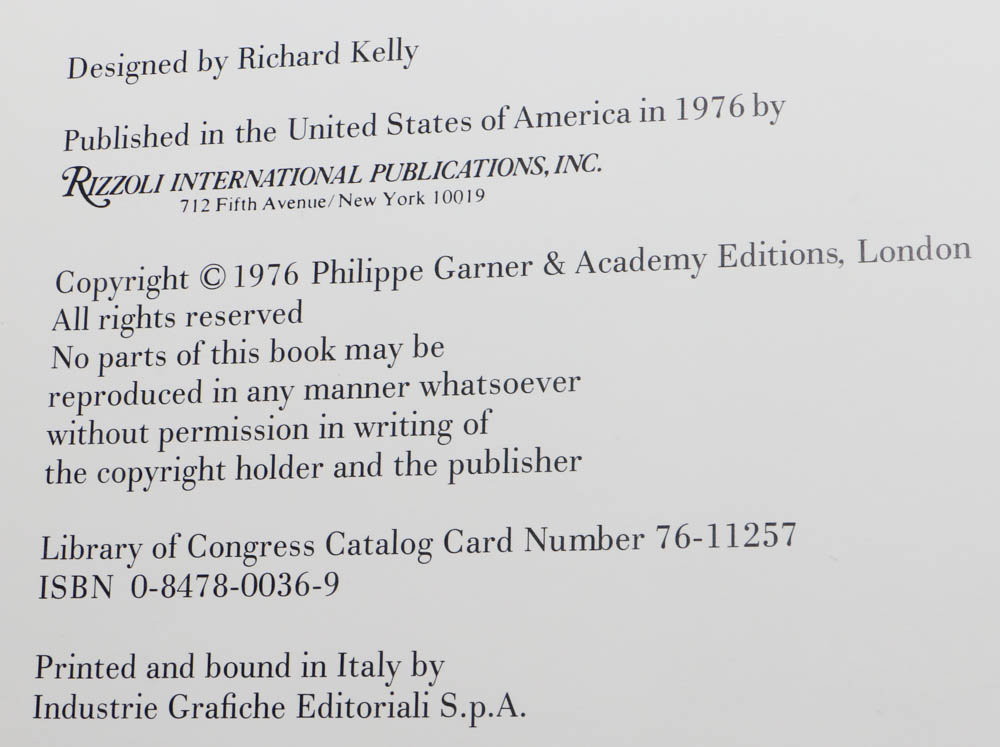 Designed by Richard Kelly
Published in the United States of America in 1976 by
RIZZOLI INTERNATIONAL PUBLICATIONS, INC.
712 Fifth Avenue/New York 10019
Copyright © 1976 Philippe Garner & Academy Editions, London
All rights reserved
No parts of this book may be
reproduced in any manner whatsoever
without permission in writing of
the copyright holder and the publisher
Library of Congress Catalog Card Number 76-11257
ISBN 0-8478-0036-9
Printed and bound in Italy by
Industrie Grafiche Editoriali S.p.A.